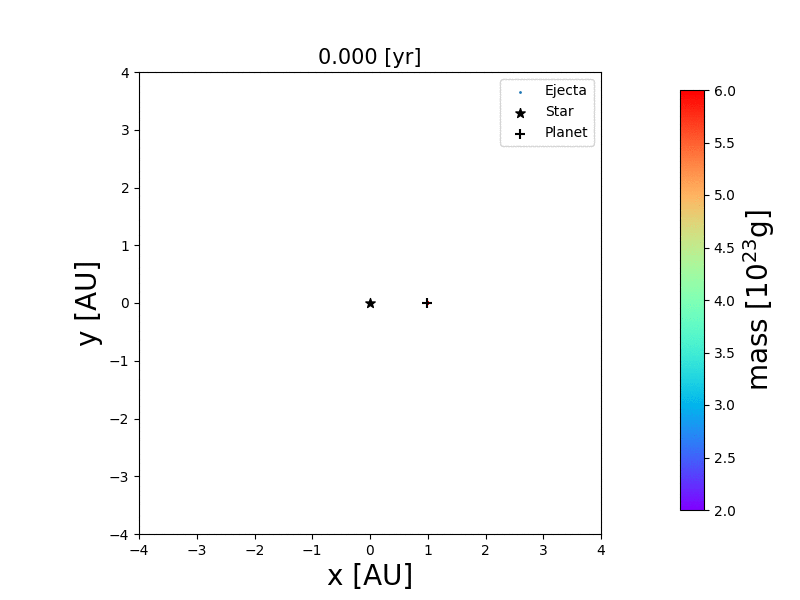 0.000 [yr]
Ejecta
Star
Planet
4
3
2
1
0
−1
−2
−3
−4
y [AU]
−4 −3 −2 −1 0 1 2 3 4
x [AU]
6.0
5.5
5.0
4.5
4.0
3.5
3.0
2.5
2.0
mass [10²³g]